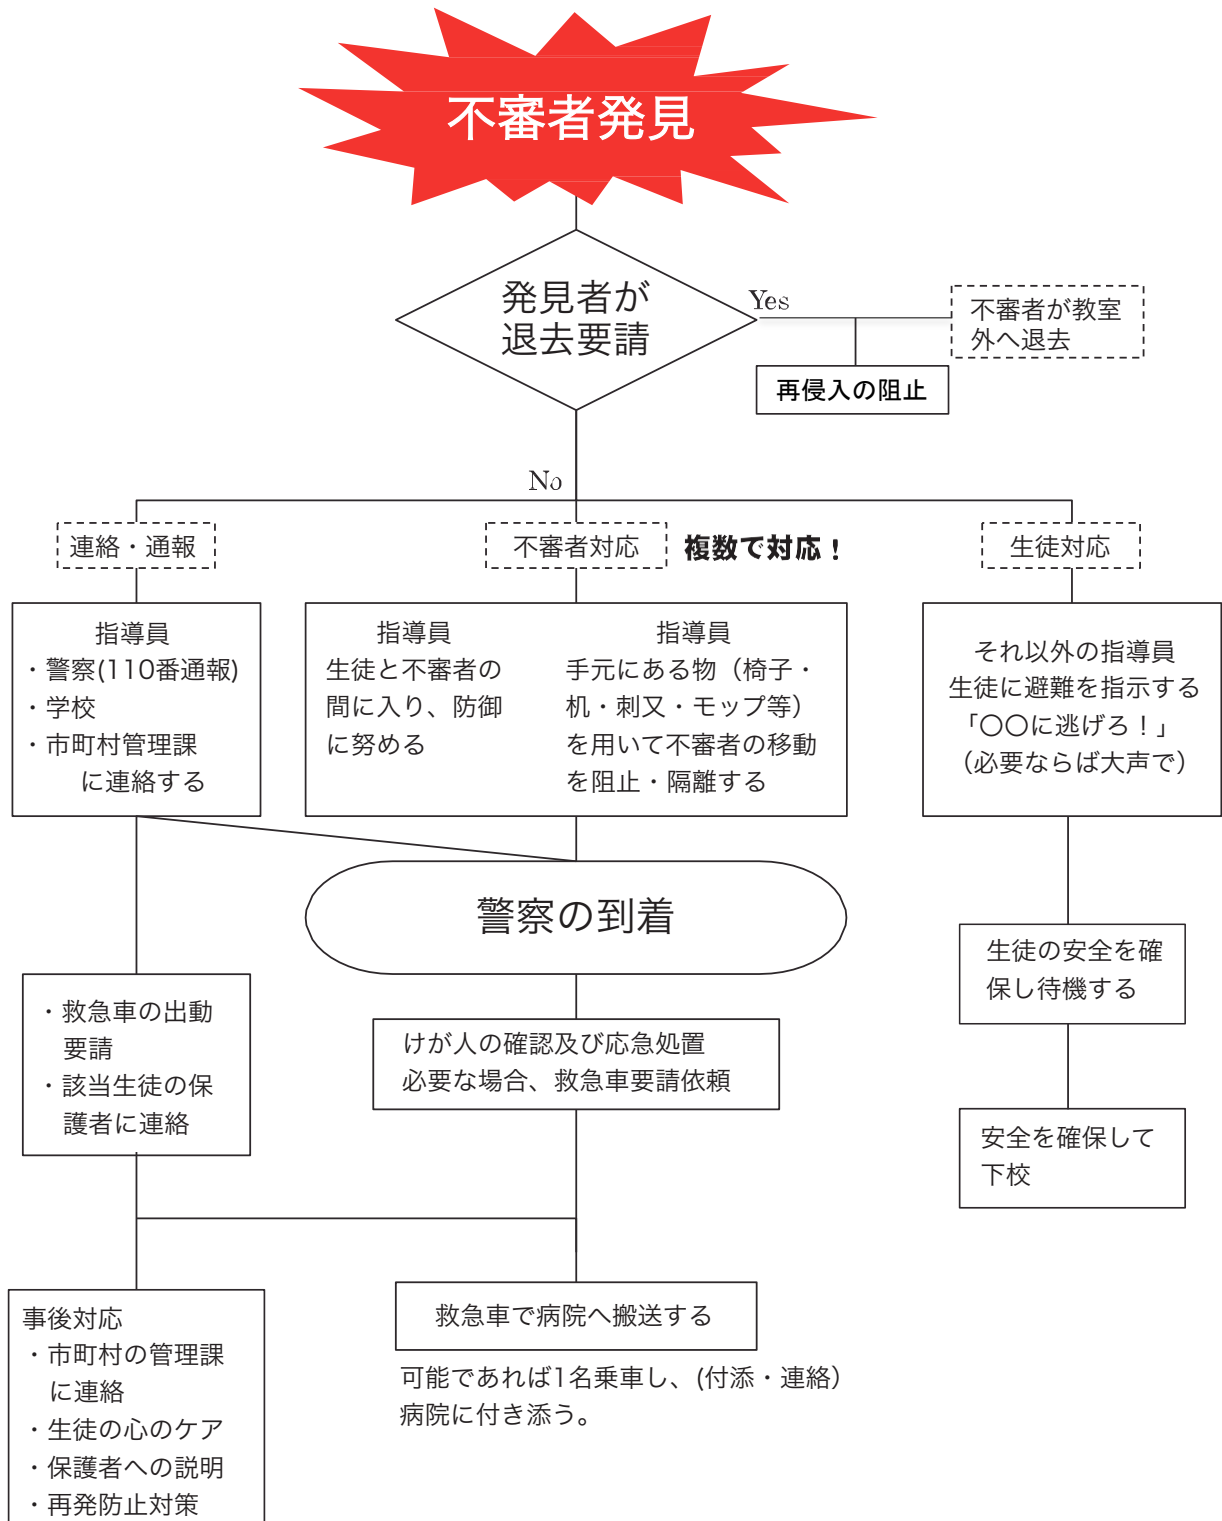 不審者発見
発見者が
退去要請
Yes
不審者が教室
外へ退去
再侵入の阻止
No
連絡・通報
不審者対応
複数で対応！
生徒対応
指導員
・警察(110番通報)
・学校
・市町村管理課
に連絡する
指導員
生徒と不審者の
間に入り、防御
に努める
指導員
手元にある物（椅子・
机・刺又・モップ等）
を用いて不審者の移動
を阻止・隔離する
それ以外の指導員
生徒に避難を指示する
「〇〇に逃げろ！」
（必要ならば大声で）
警察の到着
・救急車の出動
要請
・該当生徒の保
護者に連絡
けが人の確認及び応急処置
必要な場合、救急車要請依頼
生徒の安全を確
保し待機する
安全を確保して
下校
事後対応
・市町村の管理課
に連絡
・生徒の心のケア
・保護者への説明
・再発防止対策
救急車で病院へ搬送する
可能であれば1名乗車し、(付添・連絡）
病院に付き添う。